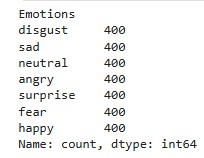 Emotions
disgust 400
sad 400
neutral 400
angry 400
surprise 400
fear 400
happy 400
Name: count, dtype: int64